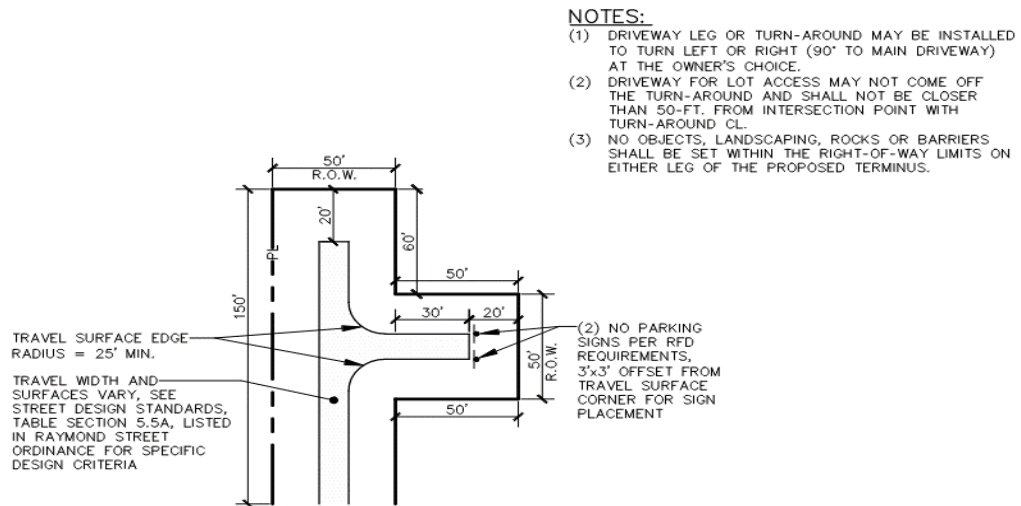 NOTES:
(1) DRIVEWAY LEG OR TURN-AROUND MAY BE INSTALLED
TO TURN LEFT OR RIGHT (90° TO MAIN DRIVEWAY)
AT THE OWNER'S CHOICE.
(2) DRIVEWAY FOR LOT ACCESS MAY NOT COME OFF
THE TURN-AROUND AND SHALL NOT BE CLOSER
THAN 50-FT. FROM INTERSECTION POINT WITH
TURN-AROUND CL.
(3) NO OBJECTS, LANDSCAPING, ROCKS OR BARRIERS
SHALL BE SET WITHIN THE RIGHT-OF-WAY LIMITS ON
EITHER LEG OF THE PROPOSED TERMINUS.
50'
R.O.W.
20'
60'
PL
50'
150'
30'
20'
50'
R.O.W.
50'
TRAVEL SURFACE EDGE
RADIUS = 25' MIN.
TRAVEL WIDTH AND
SURFACES VARY, SEE
STREET DESIGN STANDARDS,
TABLE SECTION 5.5A, LISTED
IN RAYMOND STREET
ORDINANCE FOR SPECIFIC
DESIGN CRITERIA
(2) NO PARKING
SIGNS PER RFD
REQUIREMENTS,
3'x3' OFFSET FROM
TRAVEL SURFACE
CORNER FOR SIGN
PLACEMENT